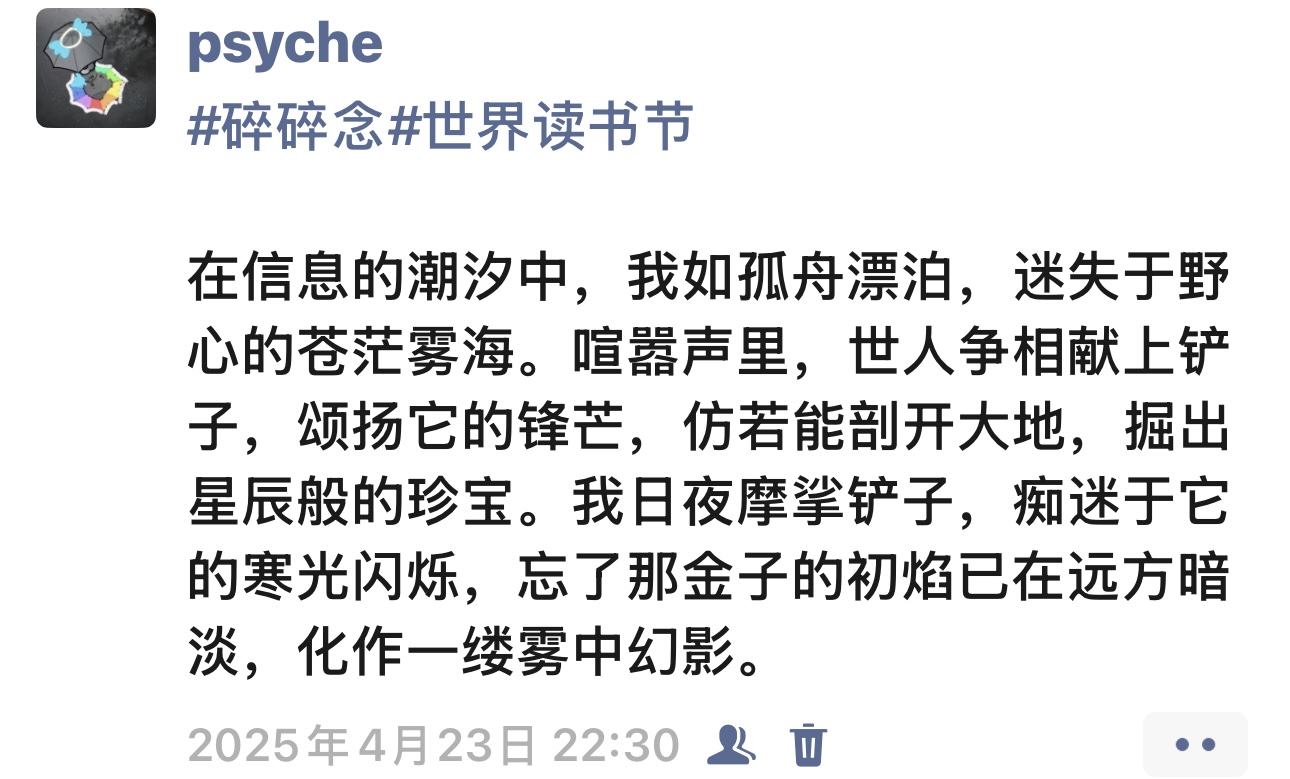 psyche
#碎碎念#世界读书节
在信息的潮汐中，我如孤舟漂泊，迷失于野
心的苍茫雾海。喧嚣声里，世人争相献上铲
子，颂扬它的锋芒，仿若能剖开大地，掘出
星辰般的珍宝。我日夜摩挲铲子，痴迷于它
的寒光闪烁，忘了那金子的初焰已在远方暗
淡，化作一缕雾中幻影。
2025年4月23日 22:30